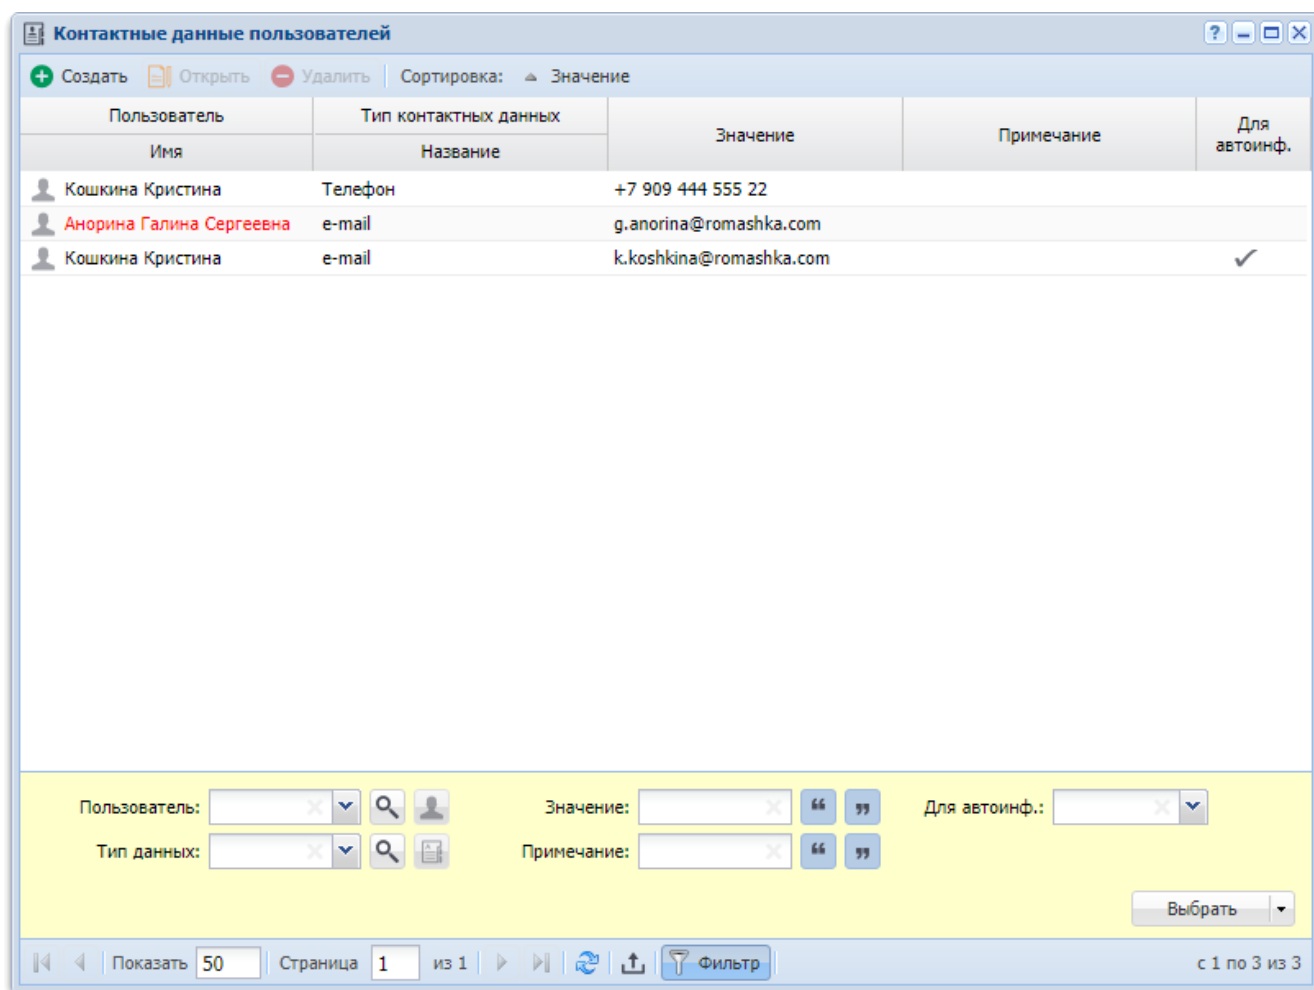 Контактные данные пользователей
Создать Открыть Удалить Сортировка: Значение
Пользователь Тип контактных данных Значение Примечание Для автоинф.
Имя Название
Кошкина Кристина Телефон +7 909 444 555 22
Анорина Галина Сергеевна e-mail g.anorina@romashka.com
Кошкина Кристина e-mail k.koshkina@romashka.com
Пользователь: Значение: Для автоинф.:
Тип данных: Примечание:
Выбрать
Показать 50 Страница 1 из 1 Фильтр с 1 по 3 из 3